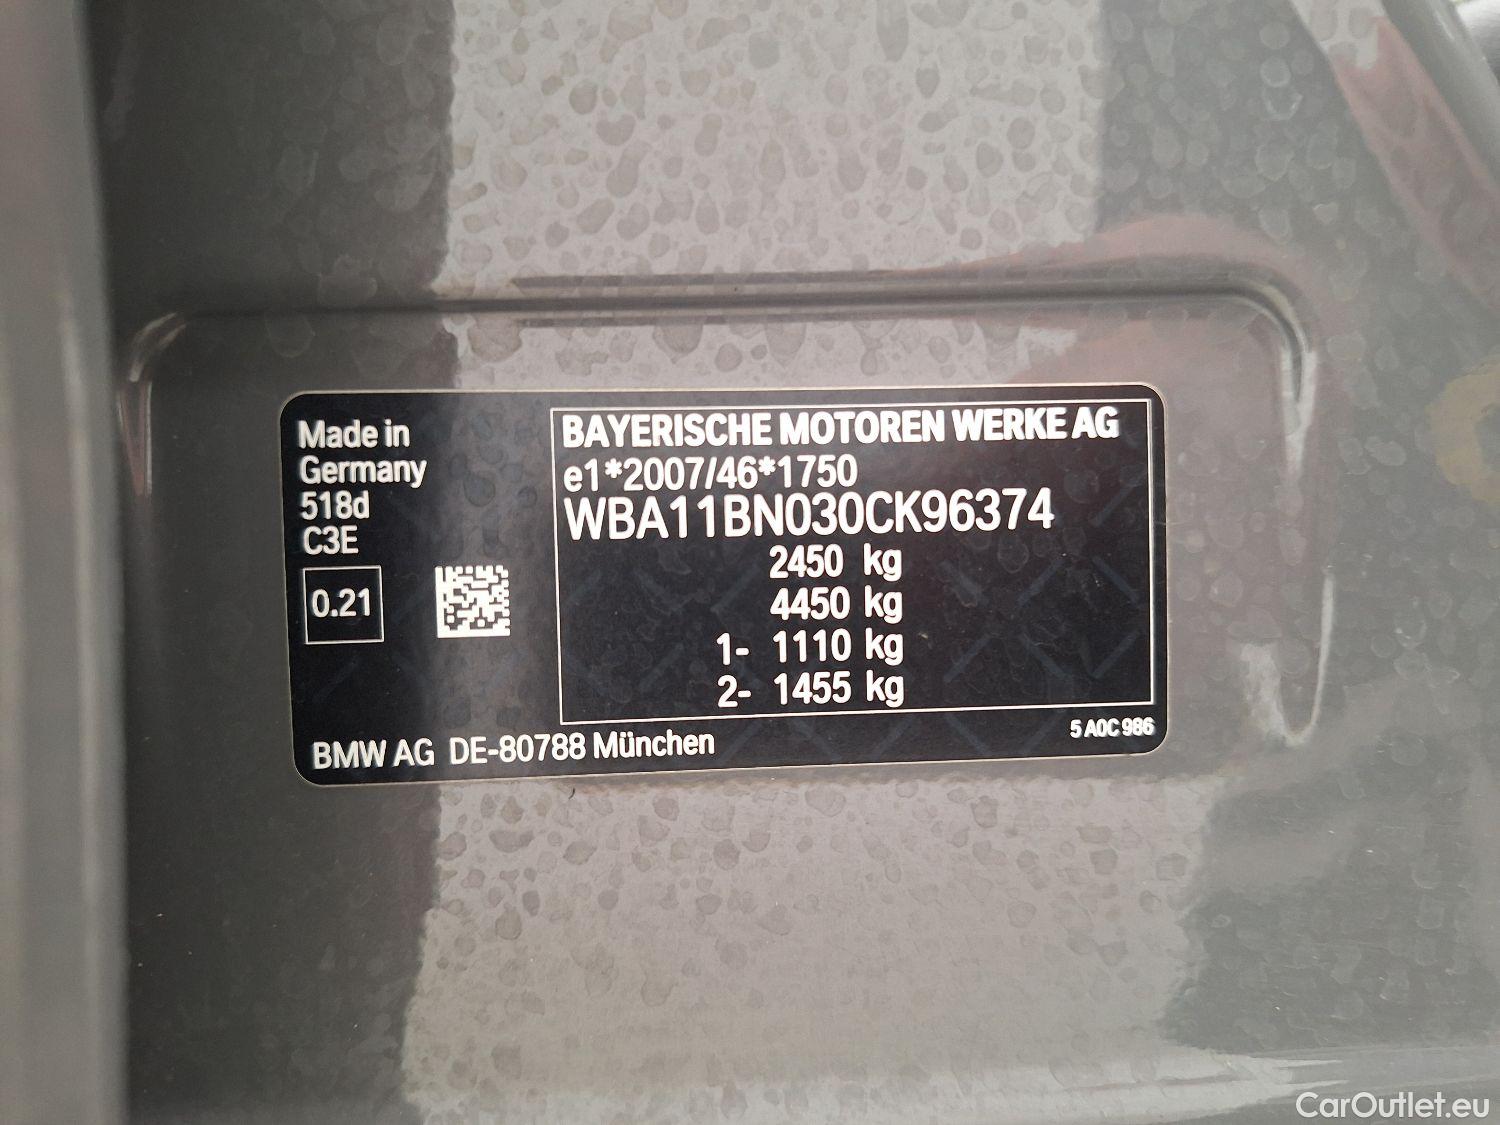 Made in
Germany
518d
C3E
0.21
BAYERISCHE MOTOREN WERKE AG
e1*2007/46*1750
WBA11BN030CK96374
2450 kg
4450 kg
1- 1110 kg
2- 1455 kg
5 A0C 986
BMW AG DE-80788 München
CarOutlet.eu